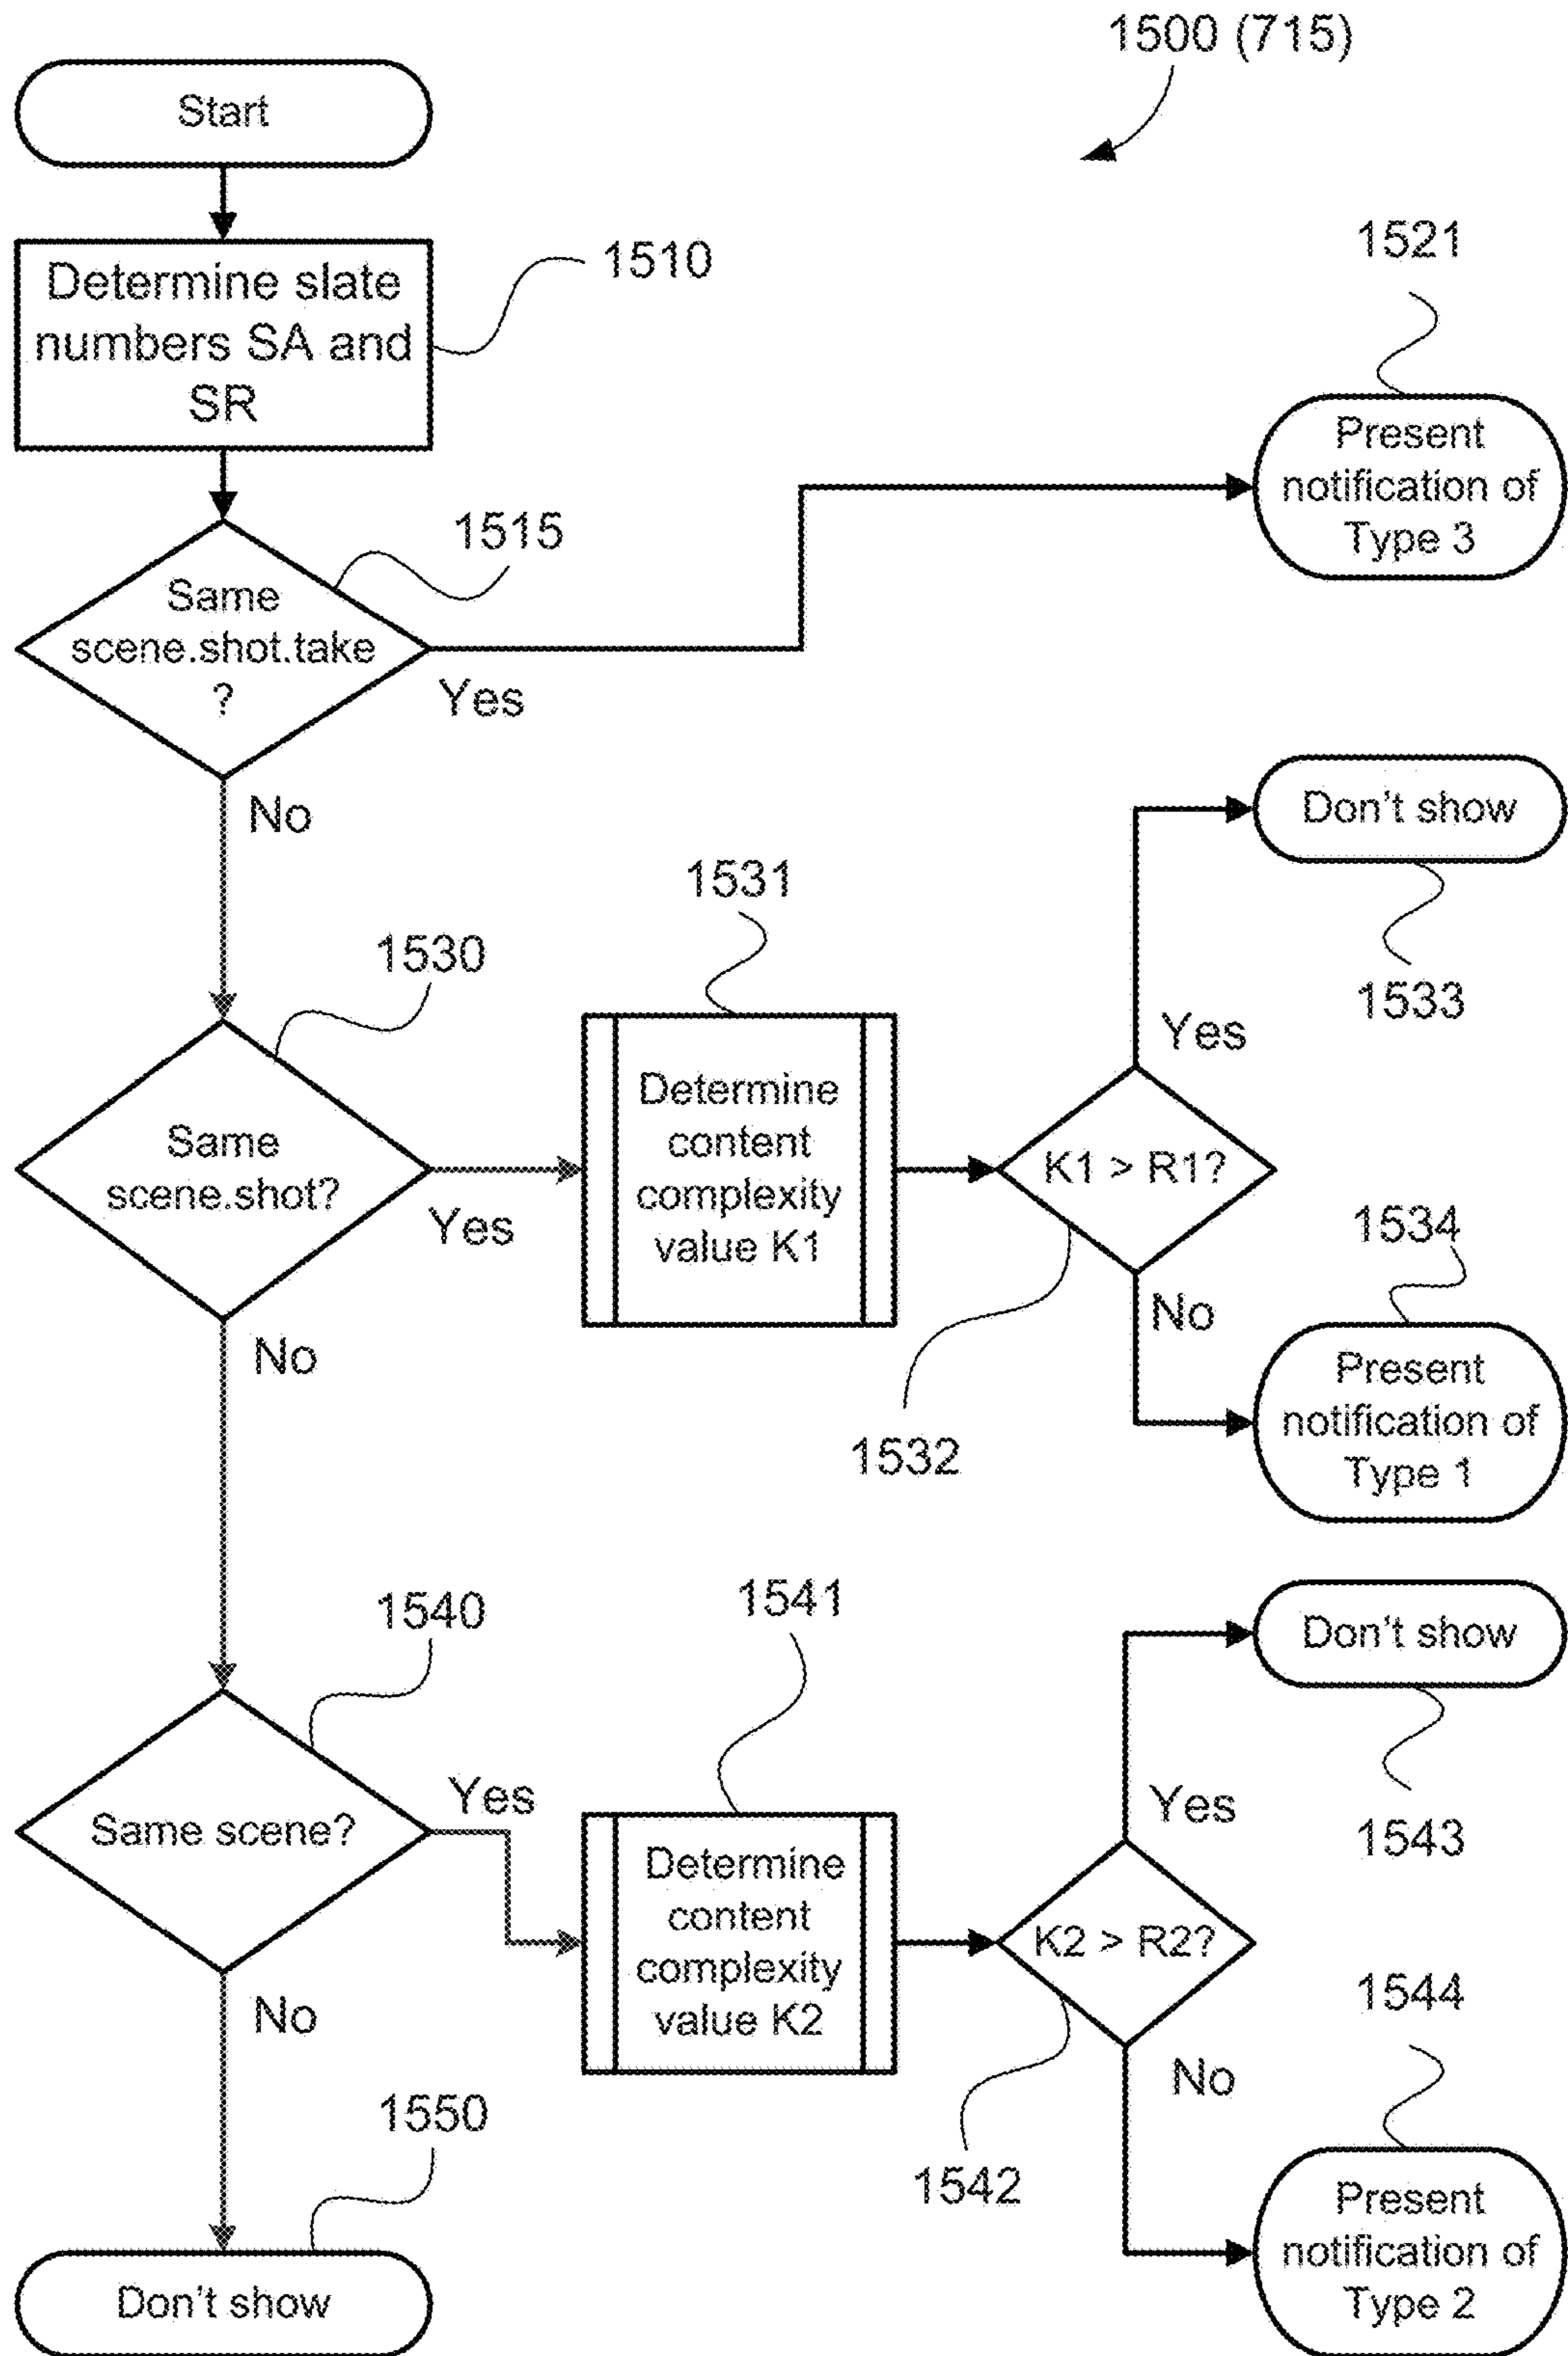 1500 (715)
Start
Determine slate
numbers SA and
SR
1510
1521
Present
notification of
Type 3
1515
Same
scene.shot.take
?
Yes
No
Don't show
1533
1531
1530
Same
scene.shot?
Yes
No
Determine
content
complexity
value K1
K1 > R1?
Yes
No
1532
1534
Present
notification of
Type 1
1540
Same scene?
Yes
No
1541
Determine
content
complexity
value K2
K2 > R2?
Yes
No
1542
Don't show
1543
1544
Present
notification of
Type 2
1550
Don't show